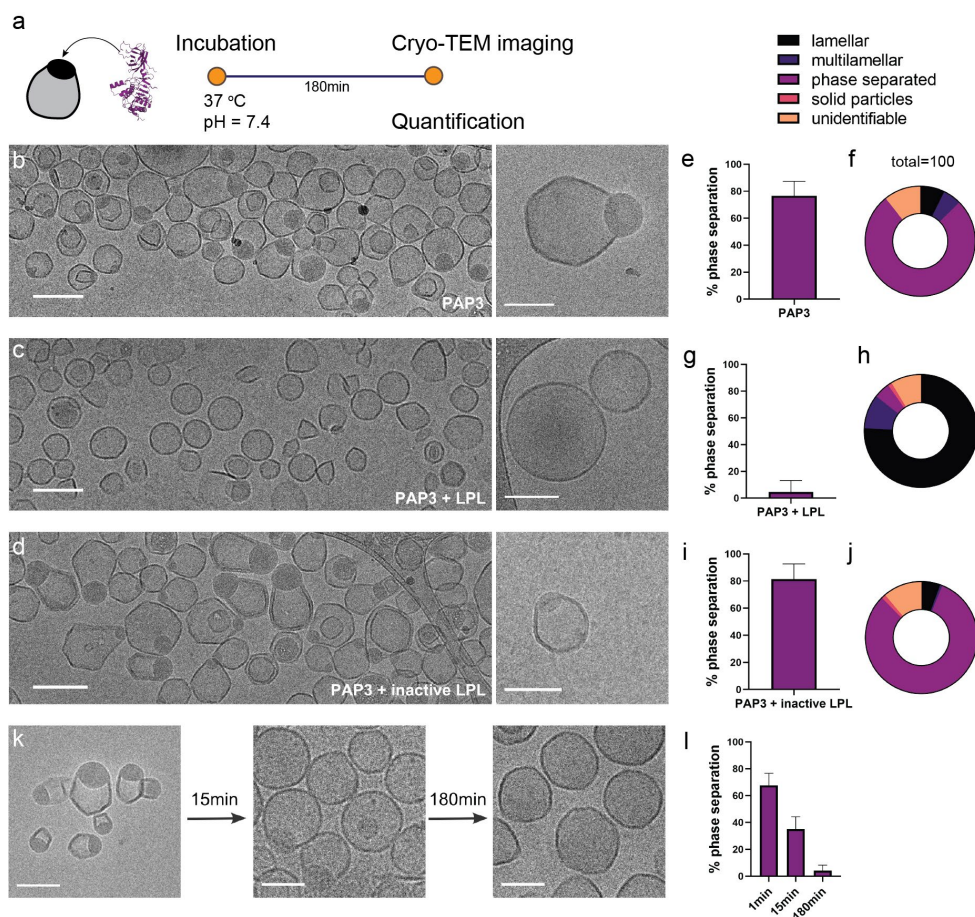 a
Incubation
Cryo-TEM imaging
180min
37 °C
pH = 7.4
Quantification
lamellar
multilamellar
phase separated
solid particles
unidentifiable
b
PAP3
e
% phase separation
100
80
60
40
20
0
PAP3
f
total=100
c
PAP3 + LPL
g
% phase separation
100
80
60
40
20
0
PAP3 + LPL
h
d
PAP3 + inactive LPL
i
% phase separation
100
80
60
40
20
0
PAP3 + inactive LPL
j
k
15min
180min
l
% phase separation
100
80
60
40
20
0
1min
15min
180min